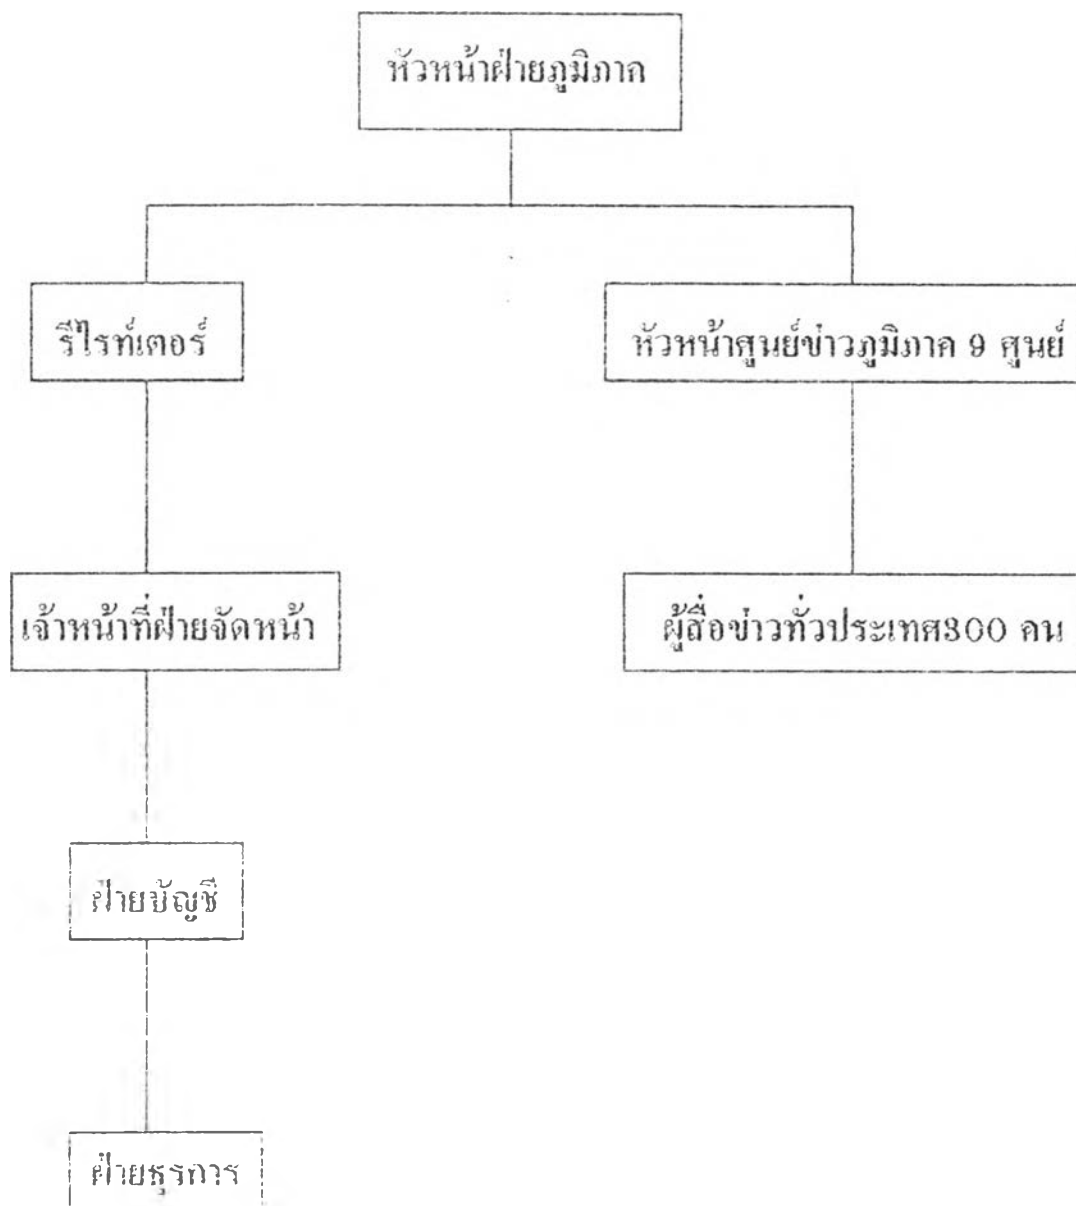 หัวหน้าฝ่ายภูมิภาค
รีไรท์เตอร์
หัวหน้าศูนย์ข่าวภูมิภาค 9 ศูนย์
เจ้าหน้าที่ฝ่ายจัดหน้า
ผู้สื่อข่าวทั่วประเทศ300 คน
ฝ่ายบัญชี
ฝ่ายธุรการ